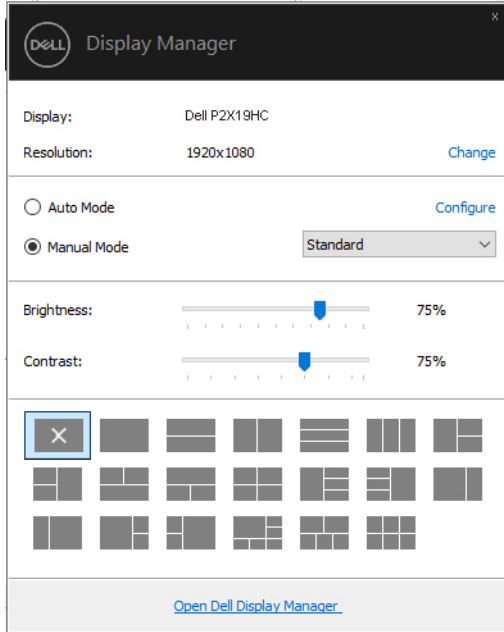 x
DELL Display Manager
Display: Dell P2X19HC
Resolution: 1920x1080 Change
Auto Mode Configure
Manual Mode Standard
Brightness: 75%
Contrast: 75%
Open Dell Display Manager